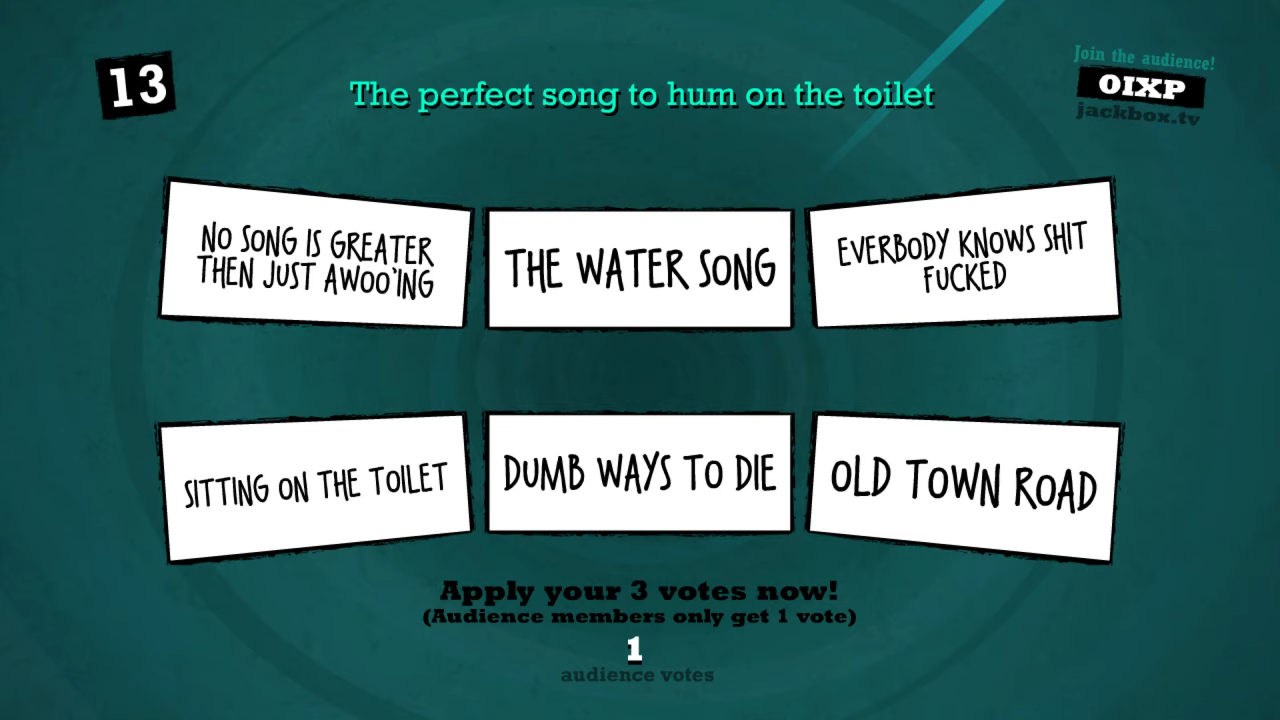 13
The perfect song to hum on the toilet
Join the audience!
OIXP
jackbox.tv
NO SONG IS GREATER
THEN JUST AWOO'ING
THE WATER SONG
EVERBODY KNOWS SHIT
FUCKED
SITTING ON THE TOILET
DUMB WAYS TO DIE
OLD TOWN ROAD
Apply your 3 votes now!
(Audience members only get 1 vote)
1
audience votes